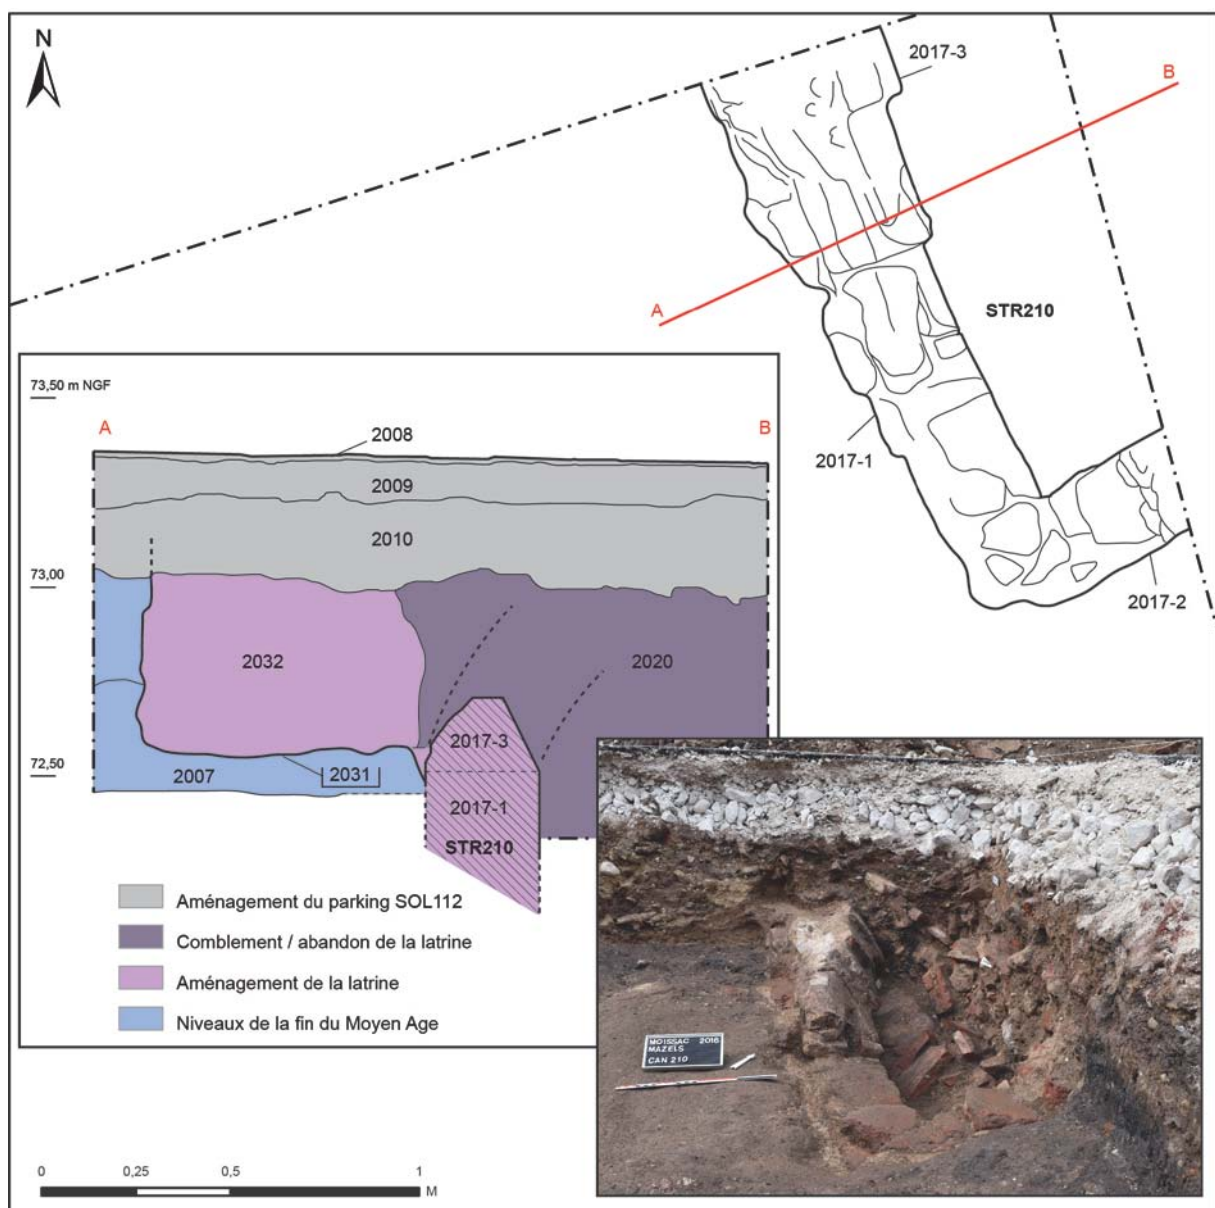 N
2017-3
B
A
STR210
2017-1
2017-2
73,50 m NGF
A
B
2008
2009
2010
73,00
2032
2020
2017-3
72,50
2007
2031
2017-1
STR210
Aménagement du parking SOL112
Comblement / abandon de la latrine
Aménagement de la latrine
Niveaux de la fin du Moyen Age
MOISSAC 2016
MAZELS
CAN 210
0 0,25 0,5 1
M